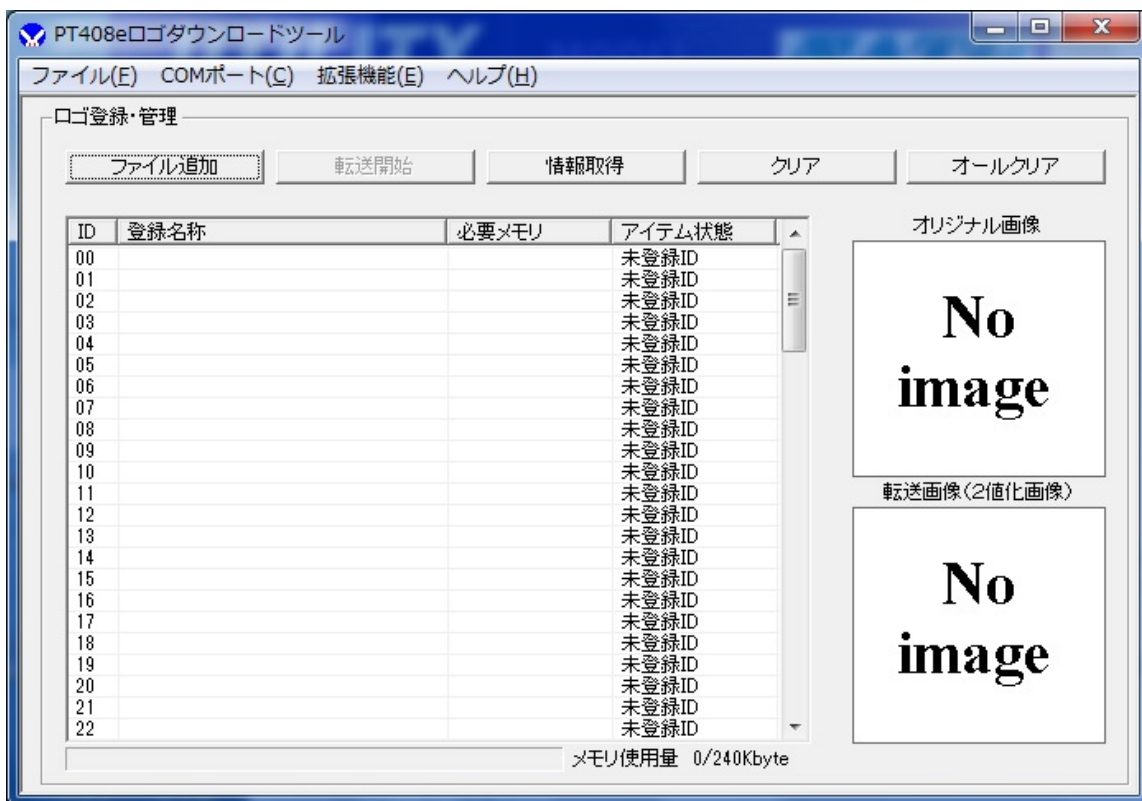 PT408eロゴダウンロードツール
ファイル(F) COMポート(C) 拡張機能(E) ヘルプ(H)
ロゴ登録・管理
ファイル追加 転送開始 情報取得 クリア オールクリア
ID 登録名称 必要メモリ アイテム状態
00 未登録ID
01 未登録ID
02 未登録ID
03 未登録ID
04 未登録ID
05 未登録ID
06 未登録ID
07 未登録ID
08 未登録ID
09 未登録ID
10 未登録ID
11 未登録ID
12 未登録ID
13 未登録ID
14 未登録ID
15 未登録ID
16 未登録ID
17 未登録ID
18 未登録ID
19 未登録ID
20 未登録ID
21 未登録ID
22 未登録ID
メモリ使用量 0/240Kbyte
オリジナル画像
No
image
転送画像(2値化画像)
No
image